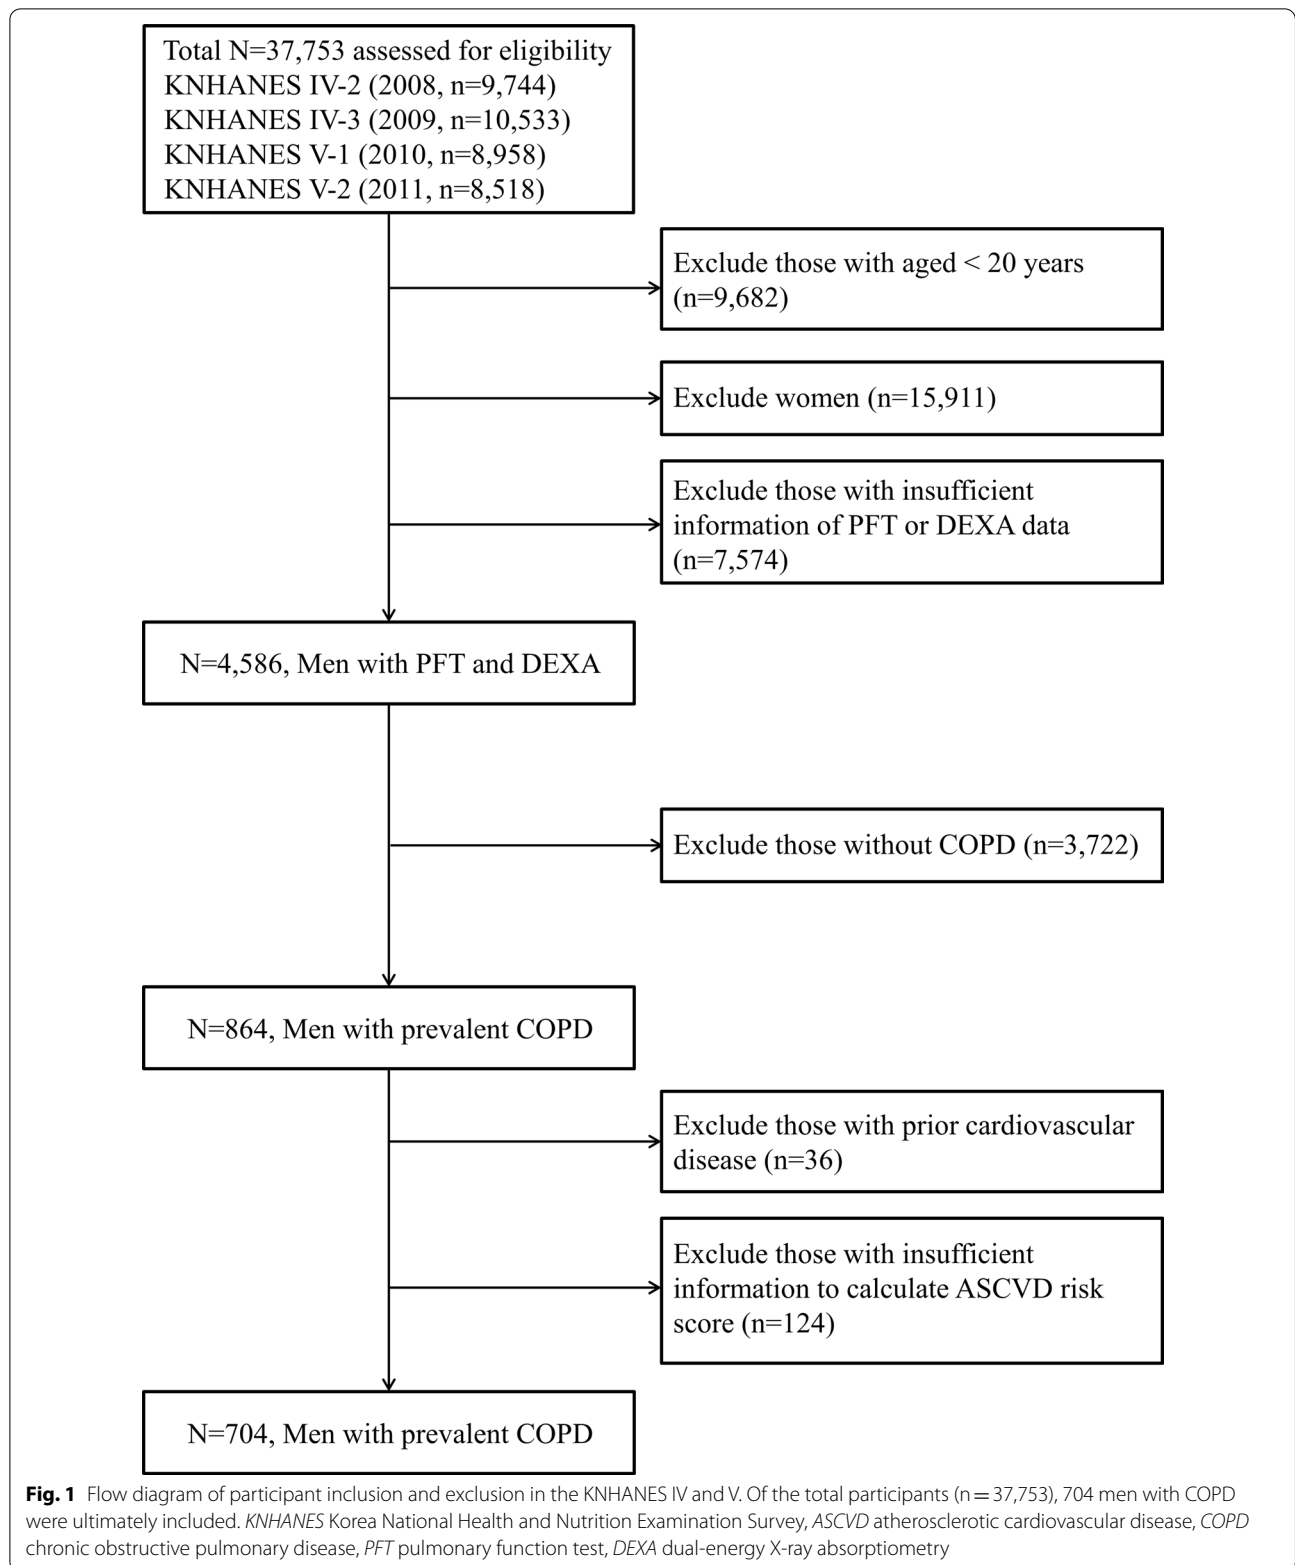 Total N=37,753 assessed for eligibility
KNHANES IV-2 (2008, n=9,744)
KNHANES IV-3 (2009, n=10,533)
KNHANES V-1 (2010, n=8,958)
KNHANES V-2 (2011, n=8,518)
Exclude those with aged < 20 years
(n=9,682)
Exclude women (n=15,911)
Exclude those with insufficient
information of PFT or DEXA data
(n=7,574)
N=4,586, Men with PFT and DEXA
Exclude those without COPD (n=3,722)
N=864, Men with prevalent COPD
Exclude those with prior cardiovascular
disease (n=36)
Exclude those with insufficient
information to calculate ASCVD risk
score (n=124)
N=704, Men with prevalent COPD
Fig. 1 Flow diagram of participant inclusion and exclusion in the KNHANES IV and V. Of the total participants (n = 37,753), 704 men with COPD
were ultimately included. KNHANES Korea National Health and Nutrition Examination Survey, ASCVD atherosclerotic cardiovascular disease, COPD
chronic obstructive pulmonary disease, PFT pulmonary function test, DEXA dual-energy X-ray absorptiometry